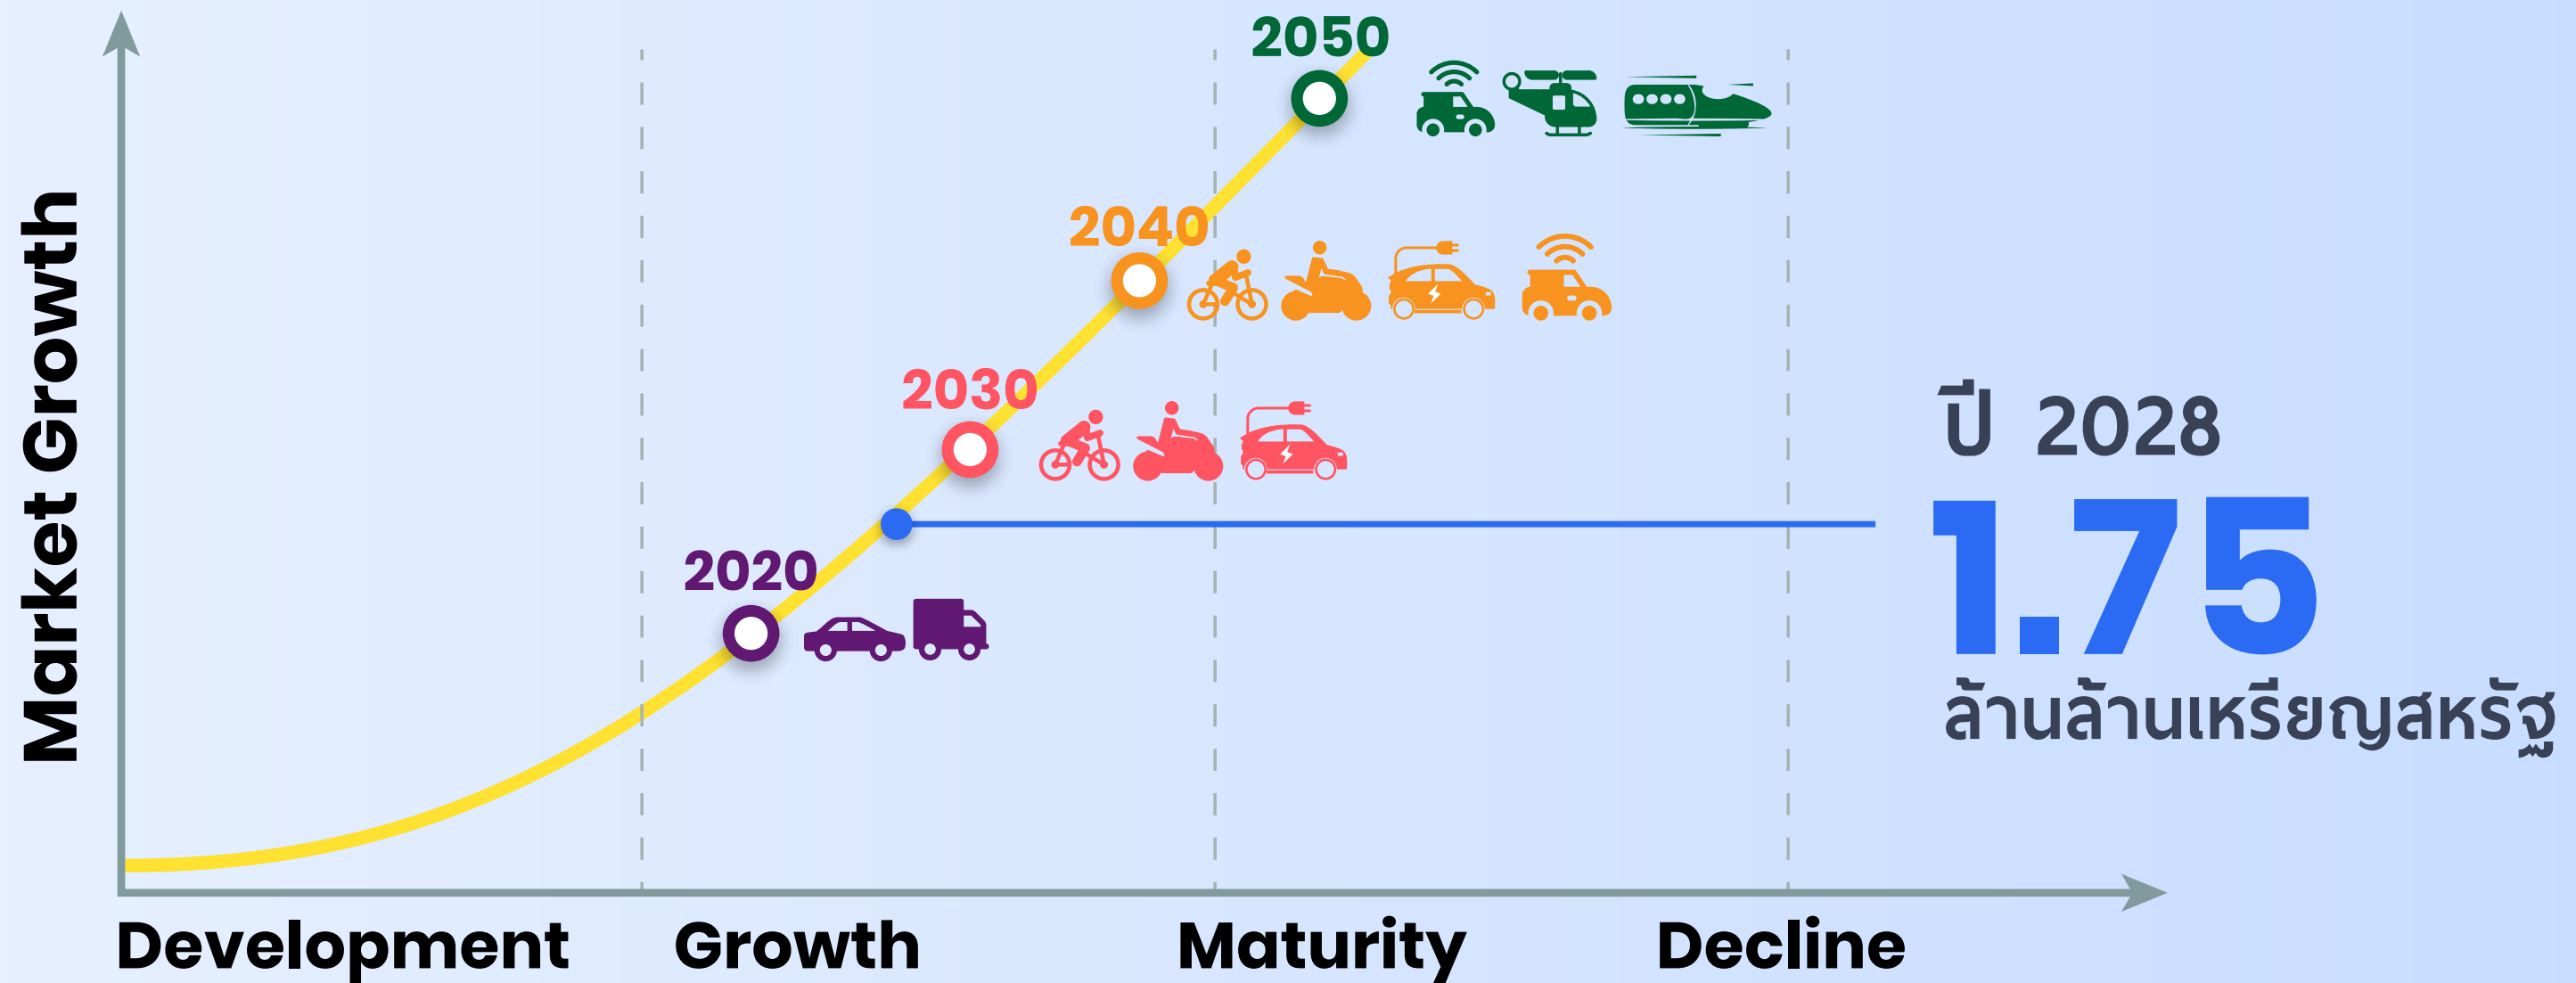 Market Growth
2050
2040
2030
2020
ปี 2028
1.75
ล้านล้านเหรียญสหรัฐ
Development
Growth
Maturity
Decline